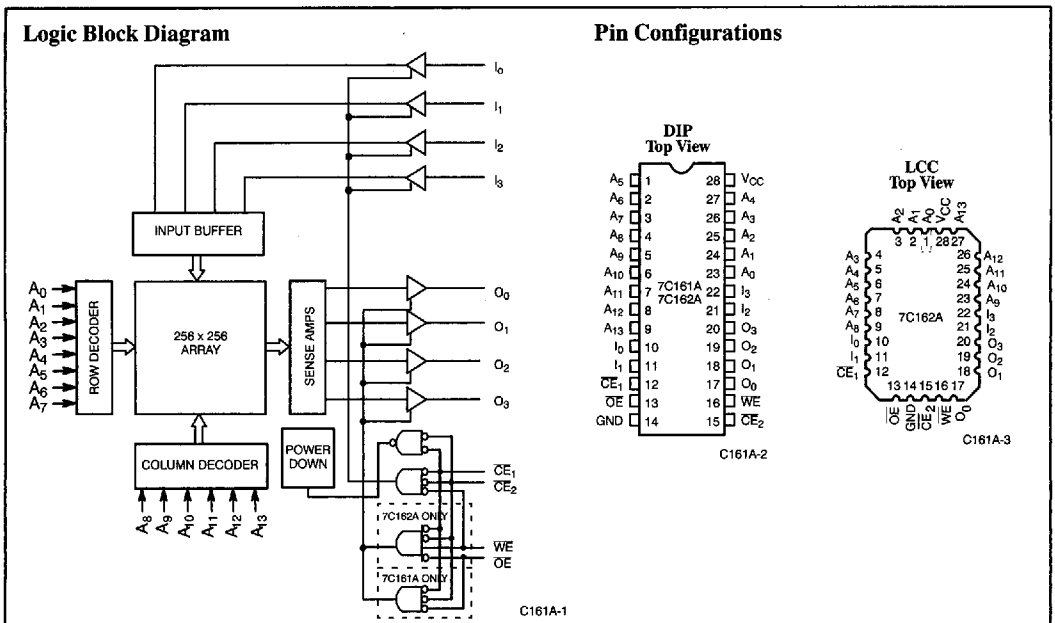 Logic Block Diagram
I0
I1
I2
I3
INPUT BUFFER
A0
A1
A2
A3
A4
A5
A6
A7
ROW DECODER
256 x 256
ARRAY
SENSE AMPS
O0
O1
O2
O3
COLUMN DECODER
A8
A9
A10
A11
A12
A13
POWER
DOWN
CE1
CE2
7C162A ONLY
WE
OE
7C161A ONLY
C161A-1
Pin Configurations
DIP
Top View
A5 1 28 VCC
A6 2 27 A4
A7 3 26 A3
A8 4 25 A2
A9 5 24 A1
A10 6 23 A0
A11 7 7C161A 22 I3
A12 8 7C162A 21 I2
A13 9 20 O3
I0 10 19 O2
I1 11 18 O1
CE1 12 17 O0
OE 13 16 WE
GND 14 15 CE2
C161A-2
LCC
Top View
A2 A1 A0 VCC A13
3 2 1 28 27
A3 4 26 A12
A4 5 25 A11
A5 6 24 A10
A6 7 23 A9
A7 8 7C162A 22 I3
A8 9 21 I2
I0 10 20 O3
I1 11 19 O2
CE1 12 18 O1
13 14 15 16 17
OE GND CE2 WE O0
C161A-3